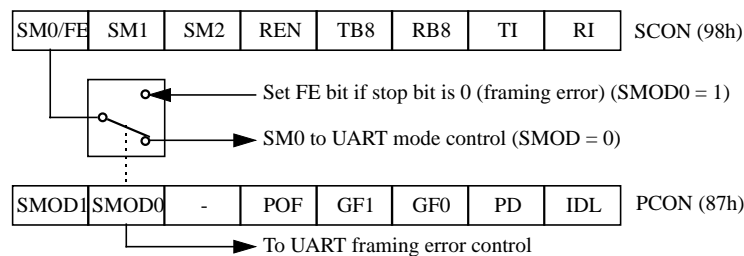 SM0/FE SM1 SM2 REN TB8 RB8 TI RI SCON (98h)
Set FE bit if stop bit is 0 (framing error) (SMOD0 = 1)
SM0 to UART mode control (SMOD = 0)
SMOD1 SMOD0 - POF GF1 GF0 PD IDL PCON (87h)
To UART framing error control